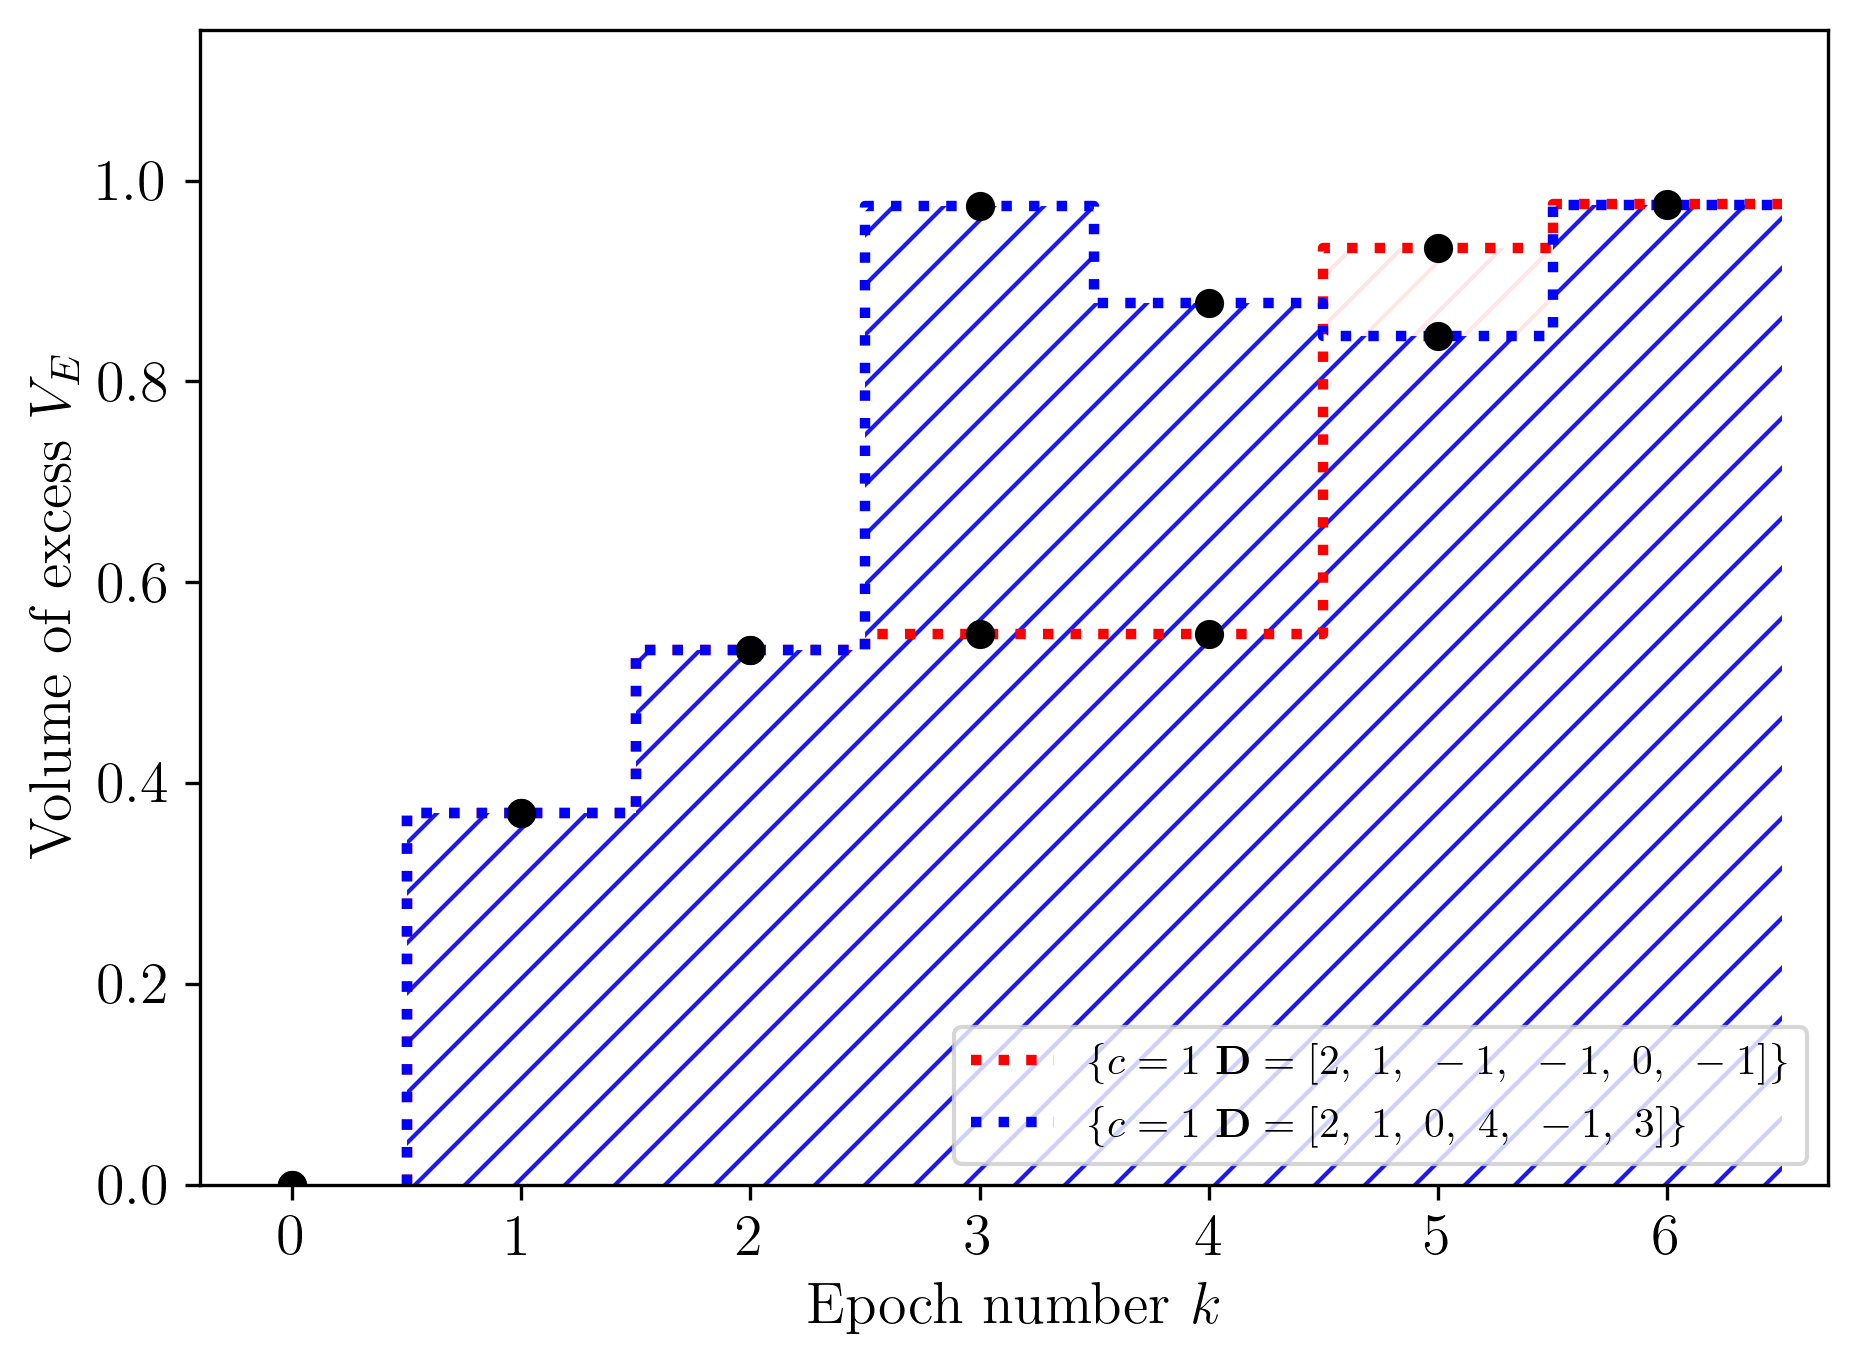 1.0
0.8
0.6
0.4
0.2
0.0
Volume of excess $V_E$
{c = 1 D = [2, 1, −1, −1, 0, −1]}
{c = 1 D = [2, 1, 0, 4, −1, 3]}
0 1 2 3 4 5 6
Epoch number k